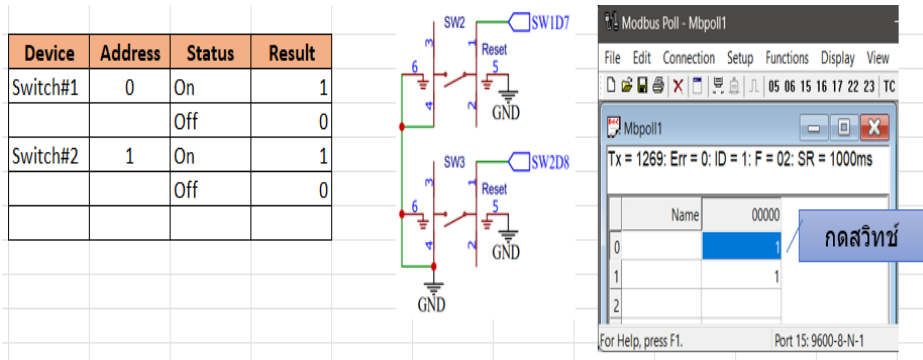 Device Address Status Result
Switch#1 0 On 1
Off 0
Switch#2 1 On 1
Off 0
SW2
SW1D7
3
1
Reset
6
5
4
2
GND
SW3
SW2D8
3
1
Reset
6
5
4
2
GND
GND
Modbus Poll - Mbpoll1
File Edit Connection Setup Functions Display View
05 06 15 16 17 22 23 TC
Mbpoll1
Tx = 1269: Err = 0: ID = 1: F = 02: SR = 1000ms
Name 00000
0 1
1 1
2
กดสวิทช์
For Help, press F1. Port 15: 9600-8-N-1